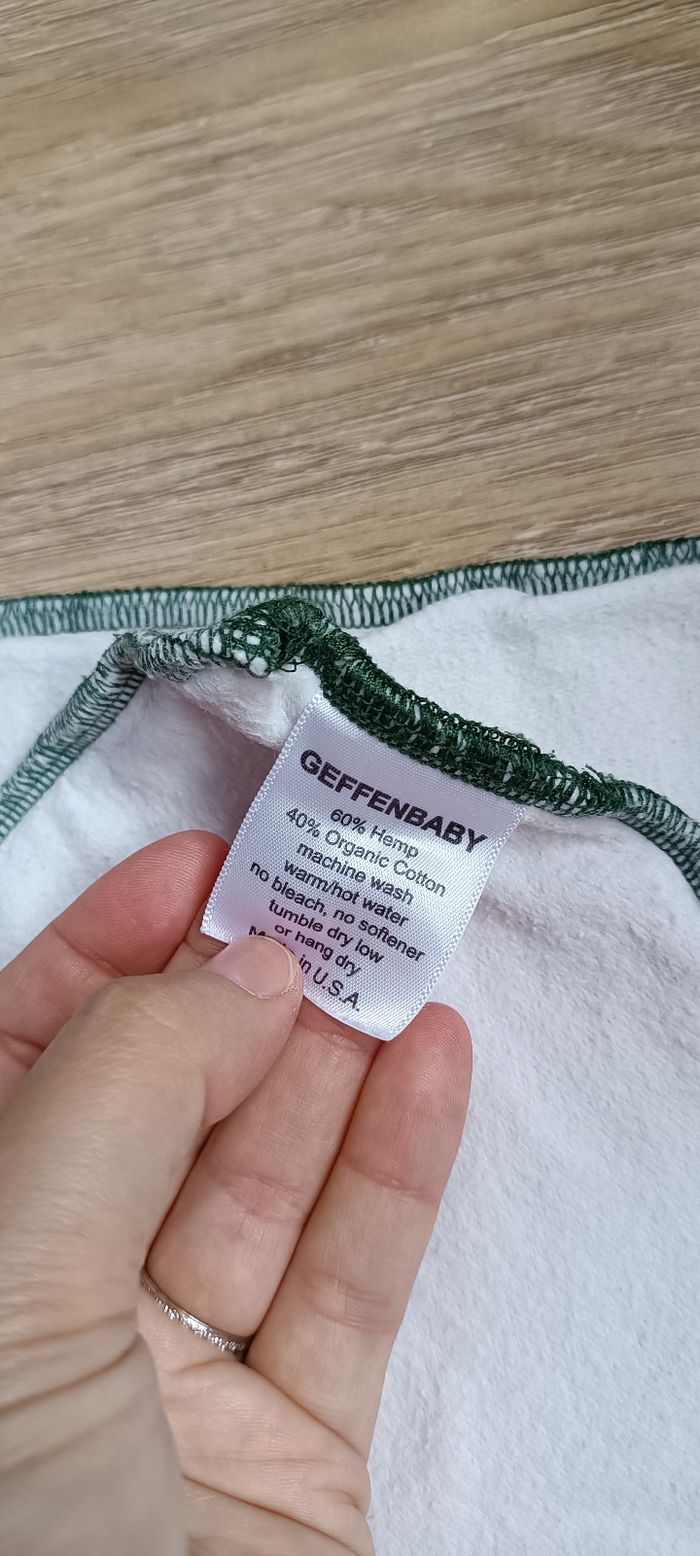 GEFFENBABY
60% Hemp
40% Organic Cotton
machine wash
warm/hot water
no bleach, no softener
tumble dry low
or hang dry
in U.S.A.